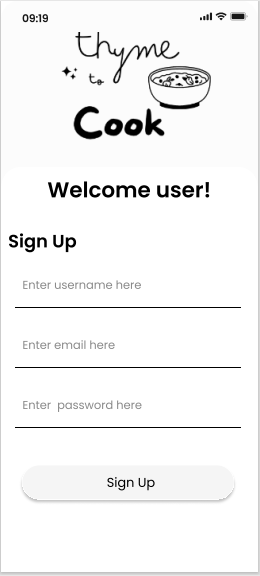 09:19
thyme
to
Cook
Welcome user!
Sign Up
Enter username here
Enter email here
Enter  password here
Sign Up